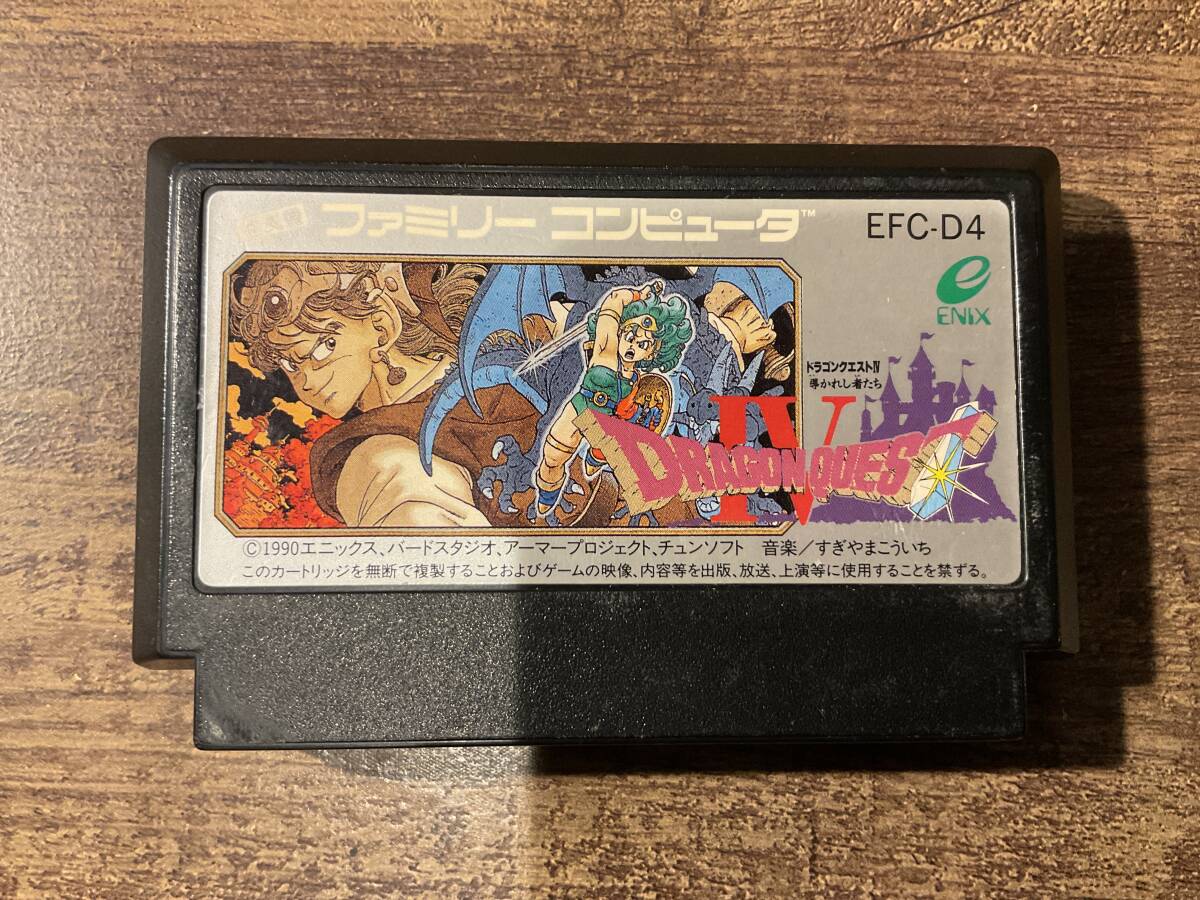 ファミリー コンピュータ™
EFC-D4
e
ENIX
ドラゴンクエストⅣ
導かれし者たち
IV
DRAGON QUEST
©1990エニックス、バードスタジオ、アーマープロジェクト、チュンソフト 音楽/すぎやまこういち
このカートリッジを無断で複製することおよびゲームの映像、内容等を出版、放送、上演等に使用することを禁ずる。